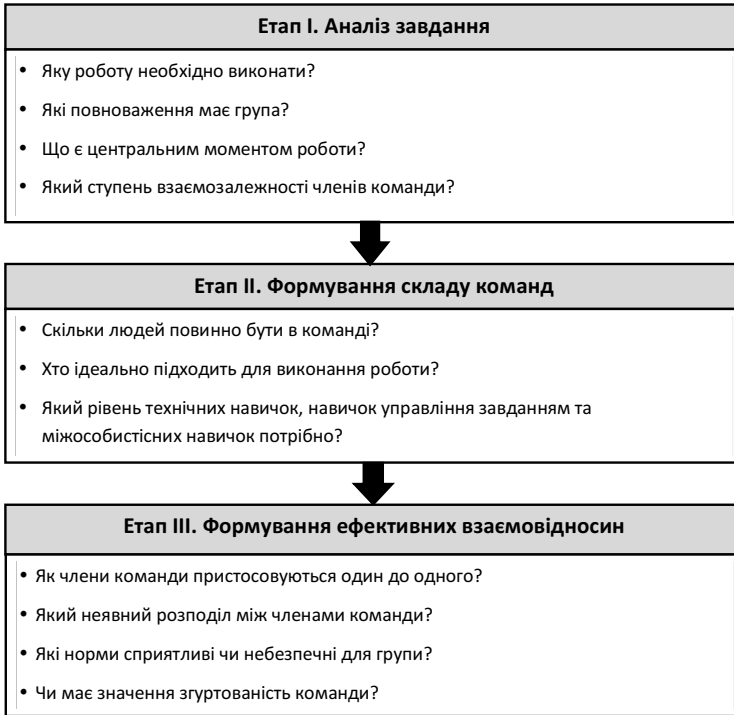 Етап I. Аналіз завдання
• Яку роботу необхідно виконати?
• Які повноваження має група?
• Що є центральним моментом роботи?
• Який ступень взаємозалежності членів команди?
Етап II. Формування складу команд
• Скільки людей повинно бути в команді?
• Хто ідеально підходить для виконання роботи?
• Який рівень технічних навичок, навичок управління завданням та
міжособистісних навичок потрібно?
Етап III. Формування ефективних взаємовідносин
• Як члени команди пристосовуються один до одного?
• Який неявний розподіл між членами команди?
• Які норми сприятливі чи небезпечні для групи?
• Чи має значення згуртованість команди?